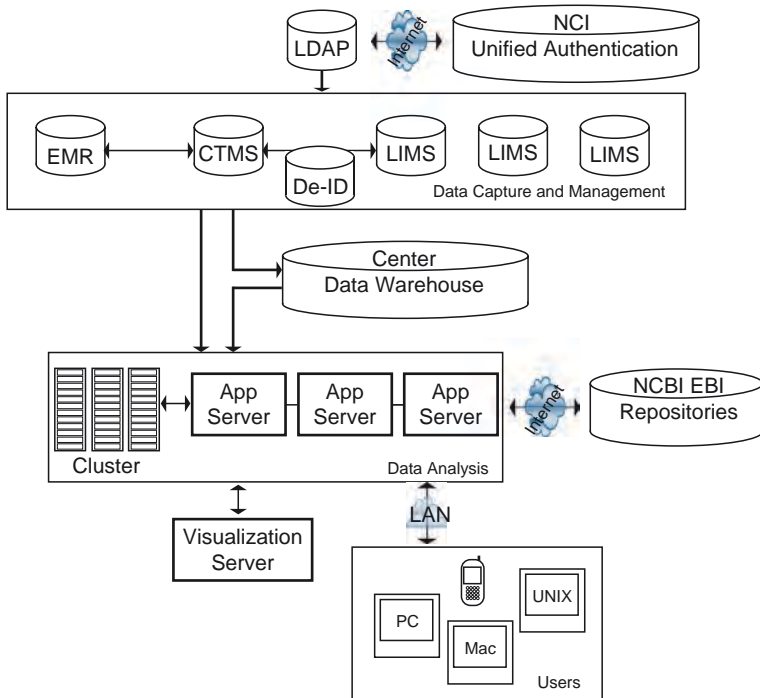 LDAP
Internet
NCI
Unified Authentication
EMR
CTMS
De-ID
LIMS
LIMS
LIMS
Data Capture and Management
Center
Data Warehouse
Cluster
App
Server
App
Server
App
Server
Data Analysis
Internet
NCBI EBI
Repositories
Visualization
Server
LAN
PC
Mac
UNIX
Users